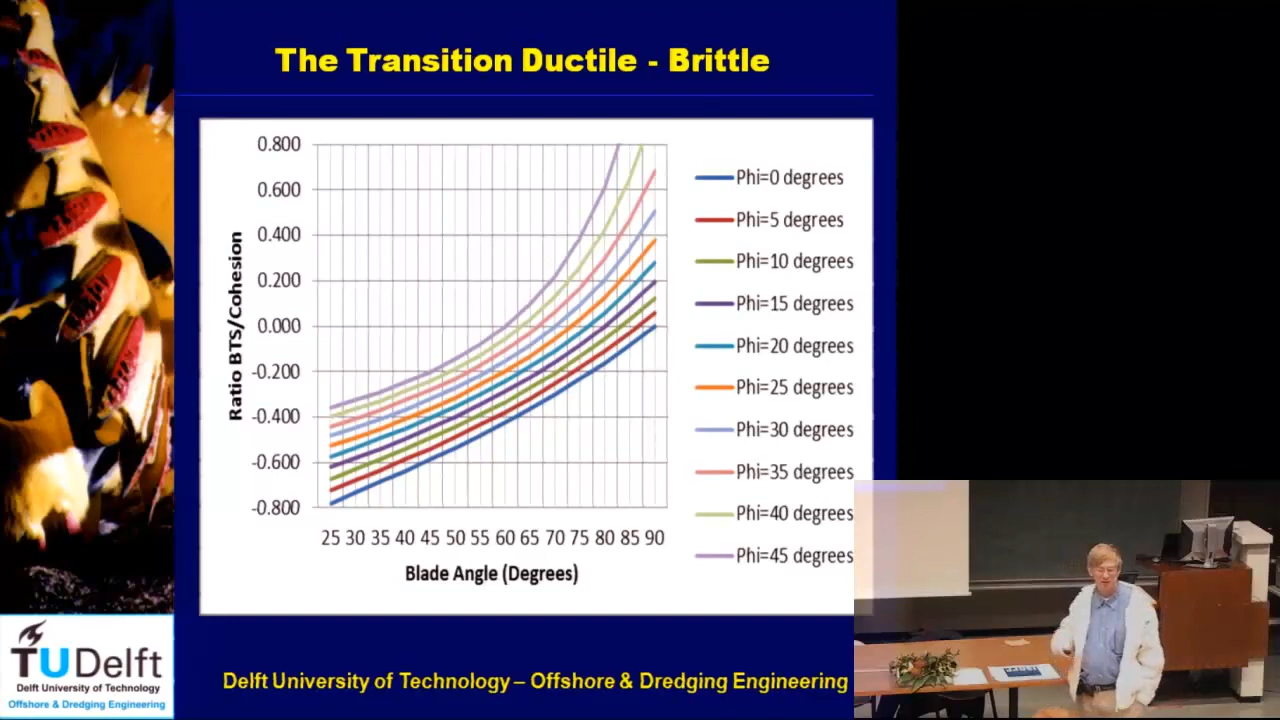 The Transition Ductile - Brittle
0.800
0.600
0.400
0.200
0.000
-0.200
-0.400
-0.600
-0.800
Ratio BTS/Cohesion
25 30 35 40 45 50 55 60 65 70 75 80 85 90
Blade Angle (Degrees)
Phi=0 degrees
Phi=5 degrees
Phi=10 degrees
Phi=15 degrees
Phi=20 degrees
Phi=25 degrees
Phi=30 degrees
Phi=35 degrees
Phi=40 degrees
Phi=45 degrees
TUDelft
Delft University of Technology
Offshore & Dredging Engineering
Delft University of Technology – Offshore & Dredging Engineering